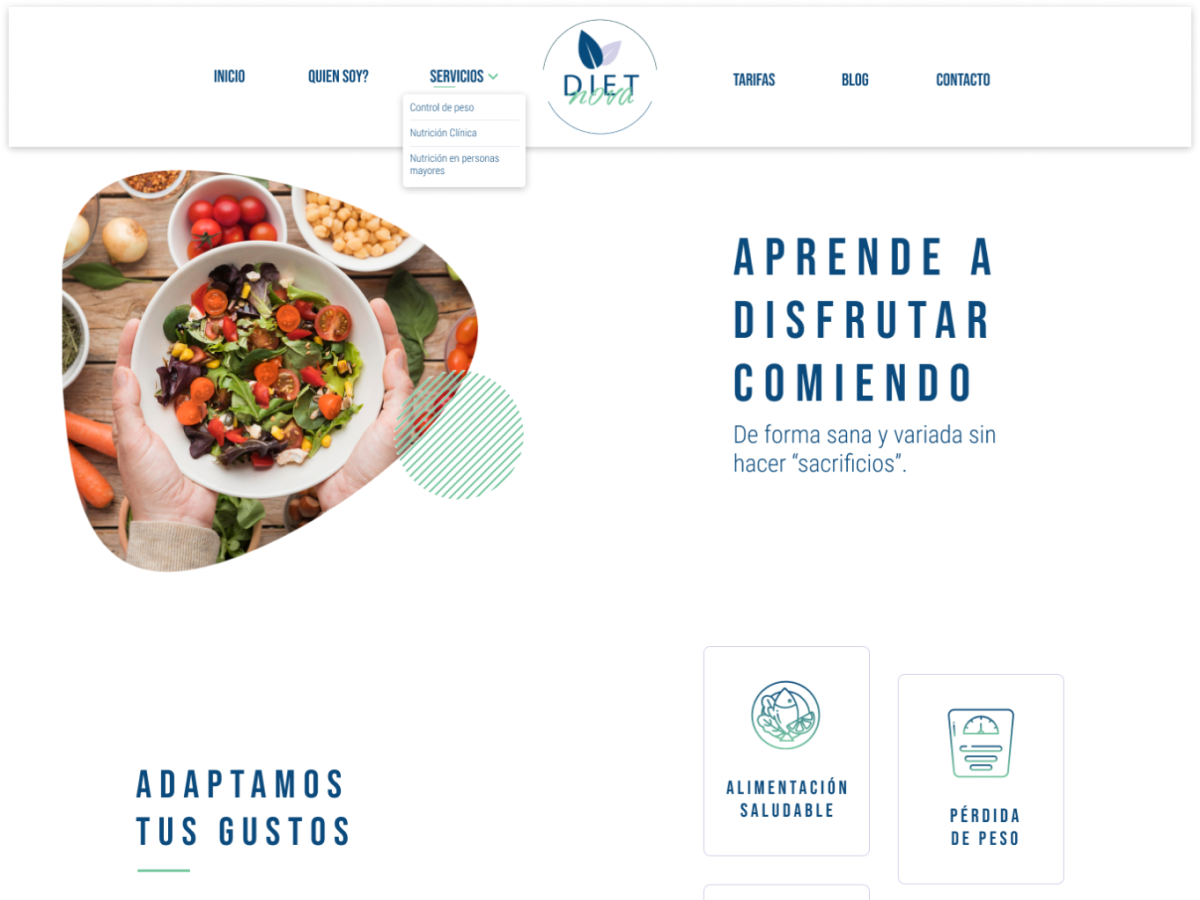 INICIO
QUIEN SOY?
SERVICIOS
DIET
nova
TARIFAS
BLOG
CONTACTO
Control de peso
Nutrición Clínica
Nutrición en personas
mayores
APRENDE A
DISFRUTAR
COMIENDO
De forma sana y variada sin
hacer “sacrificios”.
ADAPTAMOS
TUS GUSTOS
ALIMENTACIÓN
SALUDABLE
PÉRDIDA
DE PESO